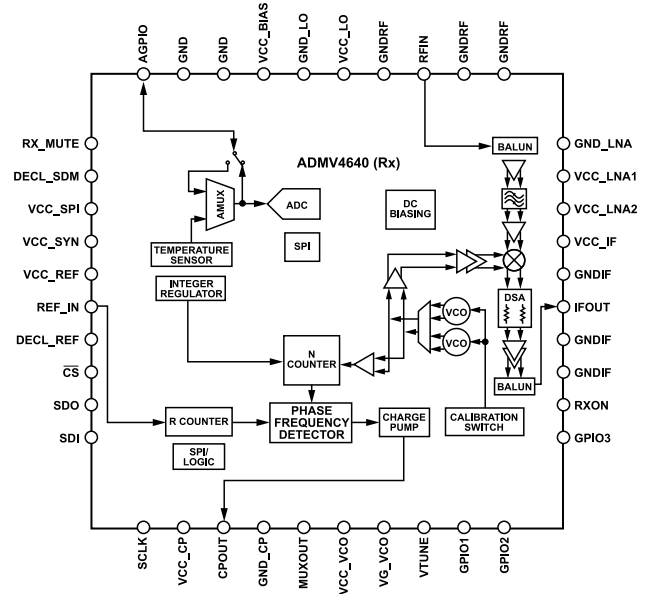 AGPIO
GND
GND
VCC_BIAS
GND_LO
VCC_LO
GNDRF
RFIN
GNDRF
GNDRF
RX_MUTE
DECL_SDM
VCC_SPI
VCC_SYN
VCC_REF
REF_IN
DECL_REF
CS
SDO
SDI
ADMV4640 (Rx)
BALUN
AMUX
ADC
DC
BIASING
SPI
TEMPERATURE
SENSOR
INTEGER
REGULATOR
DSA
VCO
VCO
N
COUNTER
BALUN
R COUNTER
PHASE
FREQUENCY
DETECTOR
CHARGE
PUMP
CALIBRATION
SWITCH
SPI/
LOGIC
GND_LNA
VCC_LNA1
VCC_LNA2
VCC_IF
GNDIF
IFOUT
GNDIF
GNDIF
RXON
GPIO3
SCLK
VCC_CP
CPOUT
GND_CP
MUXOUT
VCC_VCO
VG_VCO
VTUNE
GPIO1
GPIO2